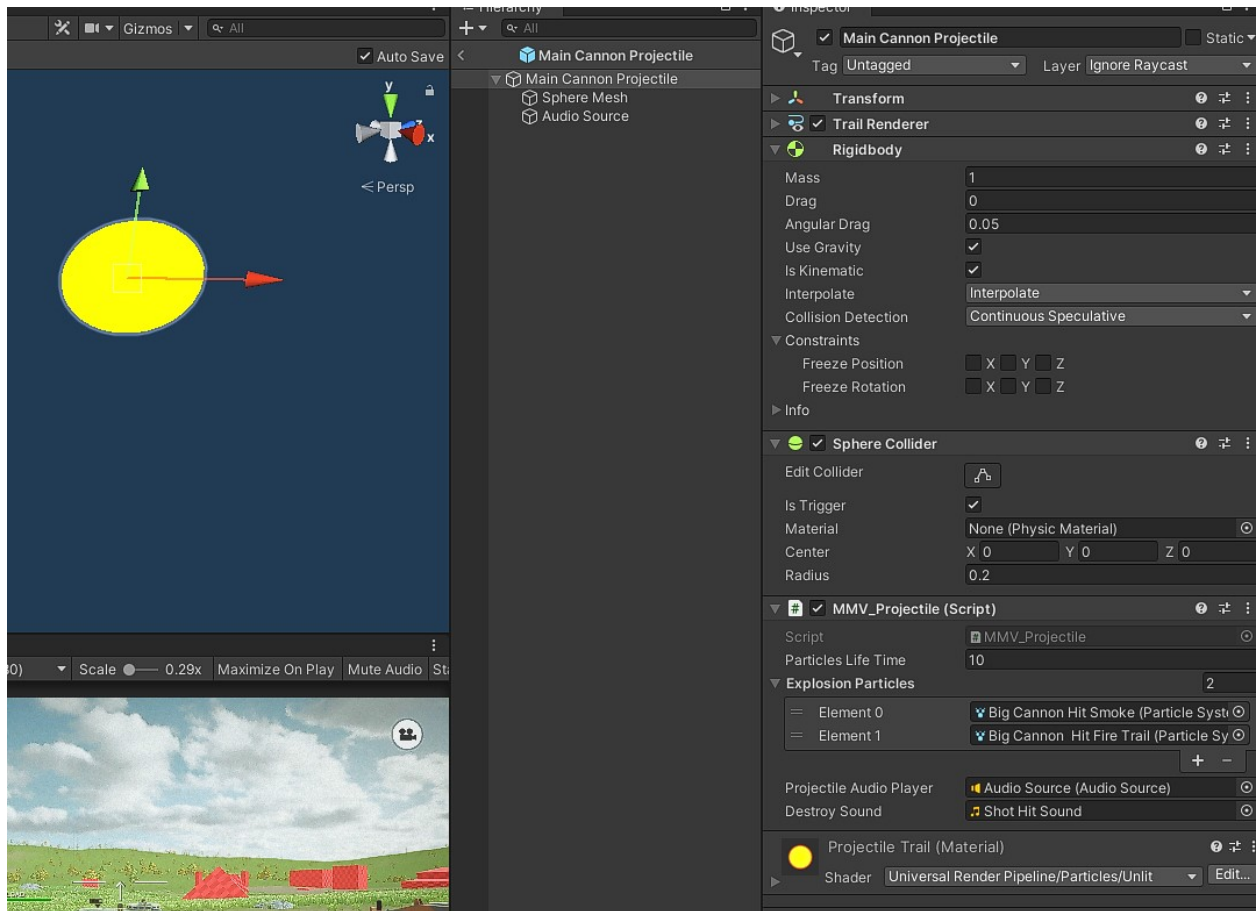 Hierarchy
Inspector
Gizmos
All
All
Auto Save
Main Cannon Projectile
Main Cannon Projectile
Sphere Mesh
Audio Source
y
x
Persp
Scale 0.29x Maximize On Play Mute Audio
Main Cannon Projectile
Static
Tag Untagged
Layer Ignore Raycast
Transform
Trail Renderer
Rigidbody
Mass 1
Drag 0
Angular Drag 0.05
Use Gravity
Is Kinematic
Interpolate Interpolate
Collision Detection Continuous Speculative
Constraints
Freeze Position X Y Z
Freeze Rotation X Y Z
Info
Sphere Collider
Edit Collider
Is Trigger
Material None (Physic Material)
Center X 0 Y 0 Z 0
Radius 0.2
# MMV_Projectile (Script)
Script # MMV_Projectile
Particles Life Time 10
Explosion Particles 2
Element 0 Big Cannon Hit Smoke (Particle Syst
Element 1 Big Cannon Hit Fire Trail (Particle Sy
Projectile Audio Player Audio Source (Audio Source)
Destroy Sound Shot Hit Sound
Projectile Trail (Material)
Shader Universal Render Pipeline/Particles/Unlit Edit...